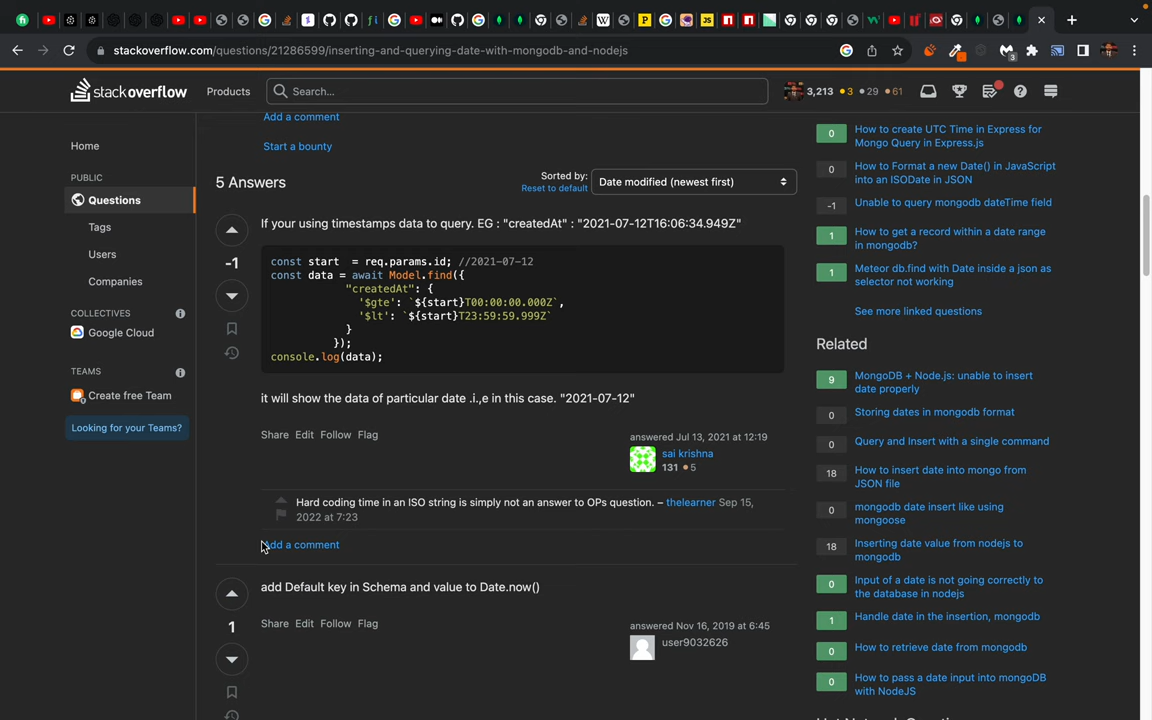 stackoverflow.com/questions/21286599/inserting-and-querying-date-with-mongodb-and-nodejs
3
stackoverflow
Products
Search...
3,213 3 29 61
Home
PUBLIC
Questions
Tags
Users
Companies
COLLECTIVES
Google Cloud
TEAMS
Create free Team
Looking for your Teams?
Add a comment
Start a bounty
5 Answers
Sorted by:
Reset to default
Date modified (newest first)
-1
If your using timestamps data to query. EG : "createdAt" : "2021-07-12T16:06:34.949Z"
const start  = req.params.id; //2021-07-12
const data = await Model.find({
"createdAt": {
'$gte': `${start}T00:00:00.000Z`,
'$lt': `${start}T23:59:59.999Z`
}
});
console.log(data);
it will show the data of particular date .i.,e in this case. "2021-07-12"
Share Edit Follow Flag
answered Jul 13, 2021 at 12:19
sai krishna
131 5
Hard coding time in an ISO string is simply not an answer to OPs question. – thelearner Sep 15,
2022 at 7:23
Add a comment
1
add Default key in Schema and value to Date.now()
Share Edit Follow Flag
answered Nov 16, 2019 at 6:45
user9032626
0 How to create UTC Time in Express for
Mongo Query in Express.js
0 How to Format a new Date() in JavaScript
into an ISODate in JSON
-1 Unable to query mongodb dateTime field
1 How to get a record within a date range
in mongodb?
1 Meteor db.find with Date inside a json as
selector not working
See more linked questions
Related
9 MongoDB + Node.js: unable to insert
date properly
0 Storing dates in mongodb format
0 Query and Insert with a single command
18 How to insert date into mongo from
JSON file
0 mongodb date insert like using
mongoose
18 Inserting date value from nodejs to
mongodb
0 Input of a date is not going correctly to
the database in nodejs
1 Handle date in the insertion, mongodb
0 How to retrieve date from mongodb
0 How to pass a date input into mongoDB
with NodeJS